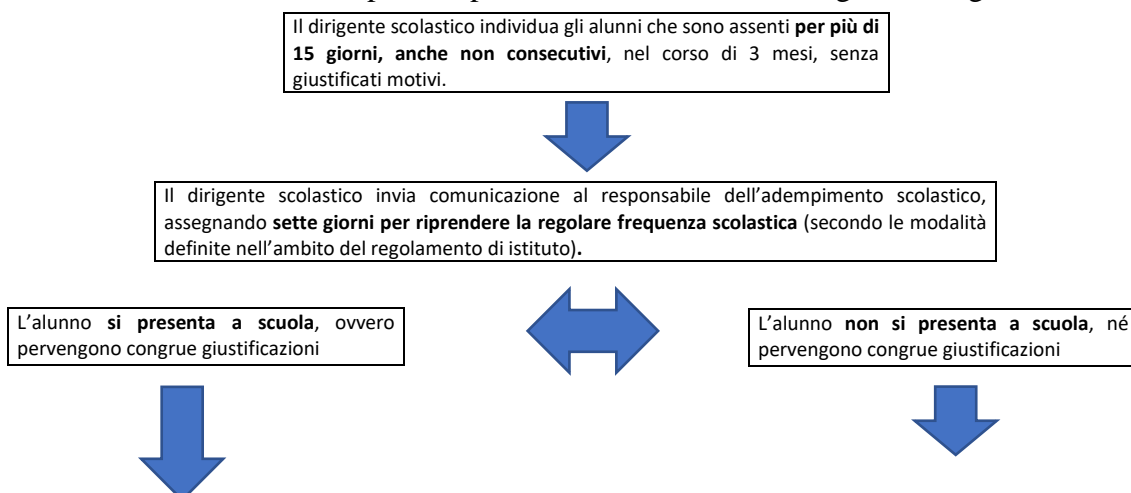 Il dirigente scolastico individua gli alunni che sono assenti per più di
15 giorni, anche non consecutivi, nel corso di 3 mesi, senza
giustificati motivi.
Il dirigente scolastico invia comunicazione al responsabile dell’adempimento scolastico,
assegnando sette giorni per riprendere la regolare frequenza scolastica (secondo le modalità
definite nell’ambito del regolamento di istituto).
L’alunno si presenta a scuola, ovvero
pervengono congrue giustificazioni
L’alunno non si presenta a scuola, né
pervengono congrue giustificazioni